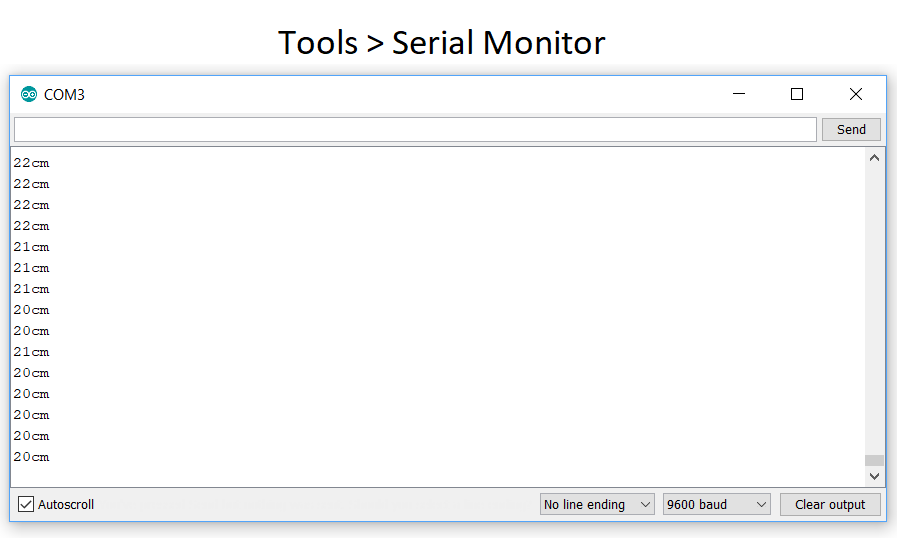 Tools > Serial Monitor
COM3
Send
22cm
22cm
22cm
22cm
21cm
21cm
21cm
20cm
20cm
21cm
20cm
20cm
20cm
20cm
20cm
Autoscroll
No line ending
9600 baud
Clear output